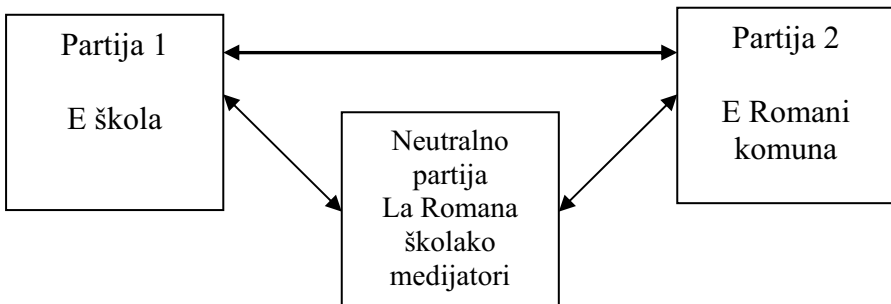 Partija 1
E škola
Partija 2
E Romani
komuna
Neutralno
partija
La Romana
školako
medijatori